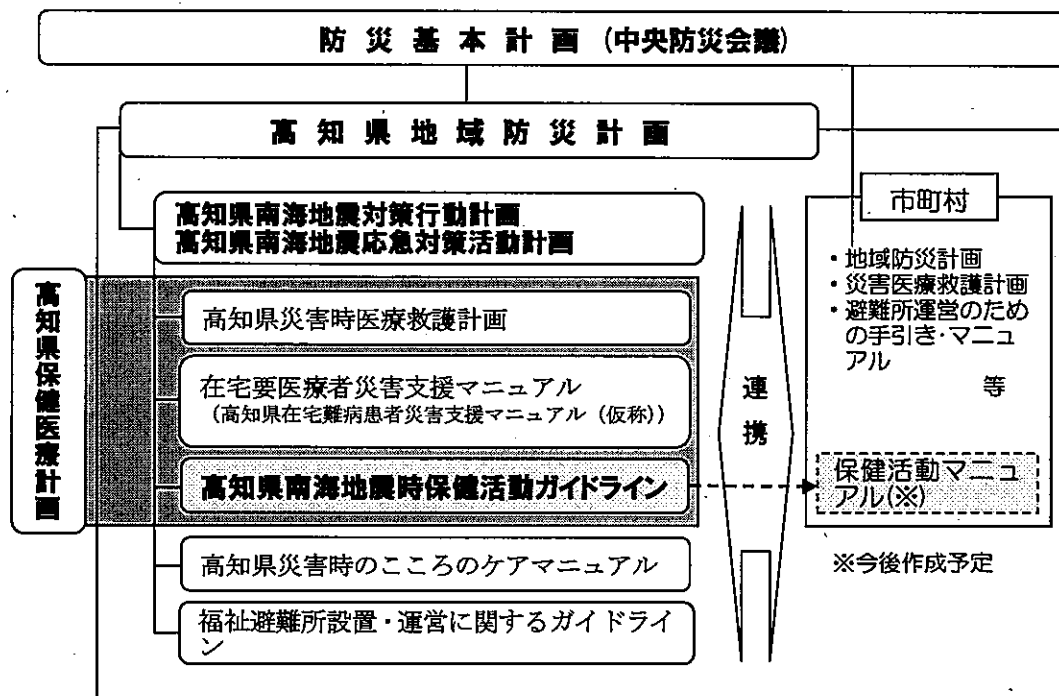 防災基本計画(中央防災会議)
高知県地域防災計画
高知県南海地震対策行動計画
高知県南海地震応急対策活動計画
高知県保健医療計画
高知県災害時医療救護計画
在宅要医療者災害支援マニュアル
(高知県在宅難病患者災害支援マニュアル(仮称))
高知県南海地震時保健活動ガイドライン
高知県災害時のこころのケアマニュアル
福祉避難所設置・運営に関するガイドライ
ン
連携
市町村
・地域防災計画
・災害医療救護計画
・避難所運営のため
の手引き・マニュ
アル
等
保健活動マニュ
アル(※)
※今後作成予定